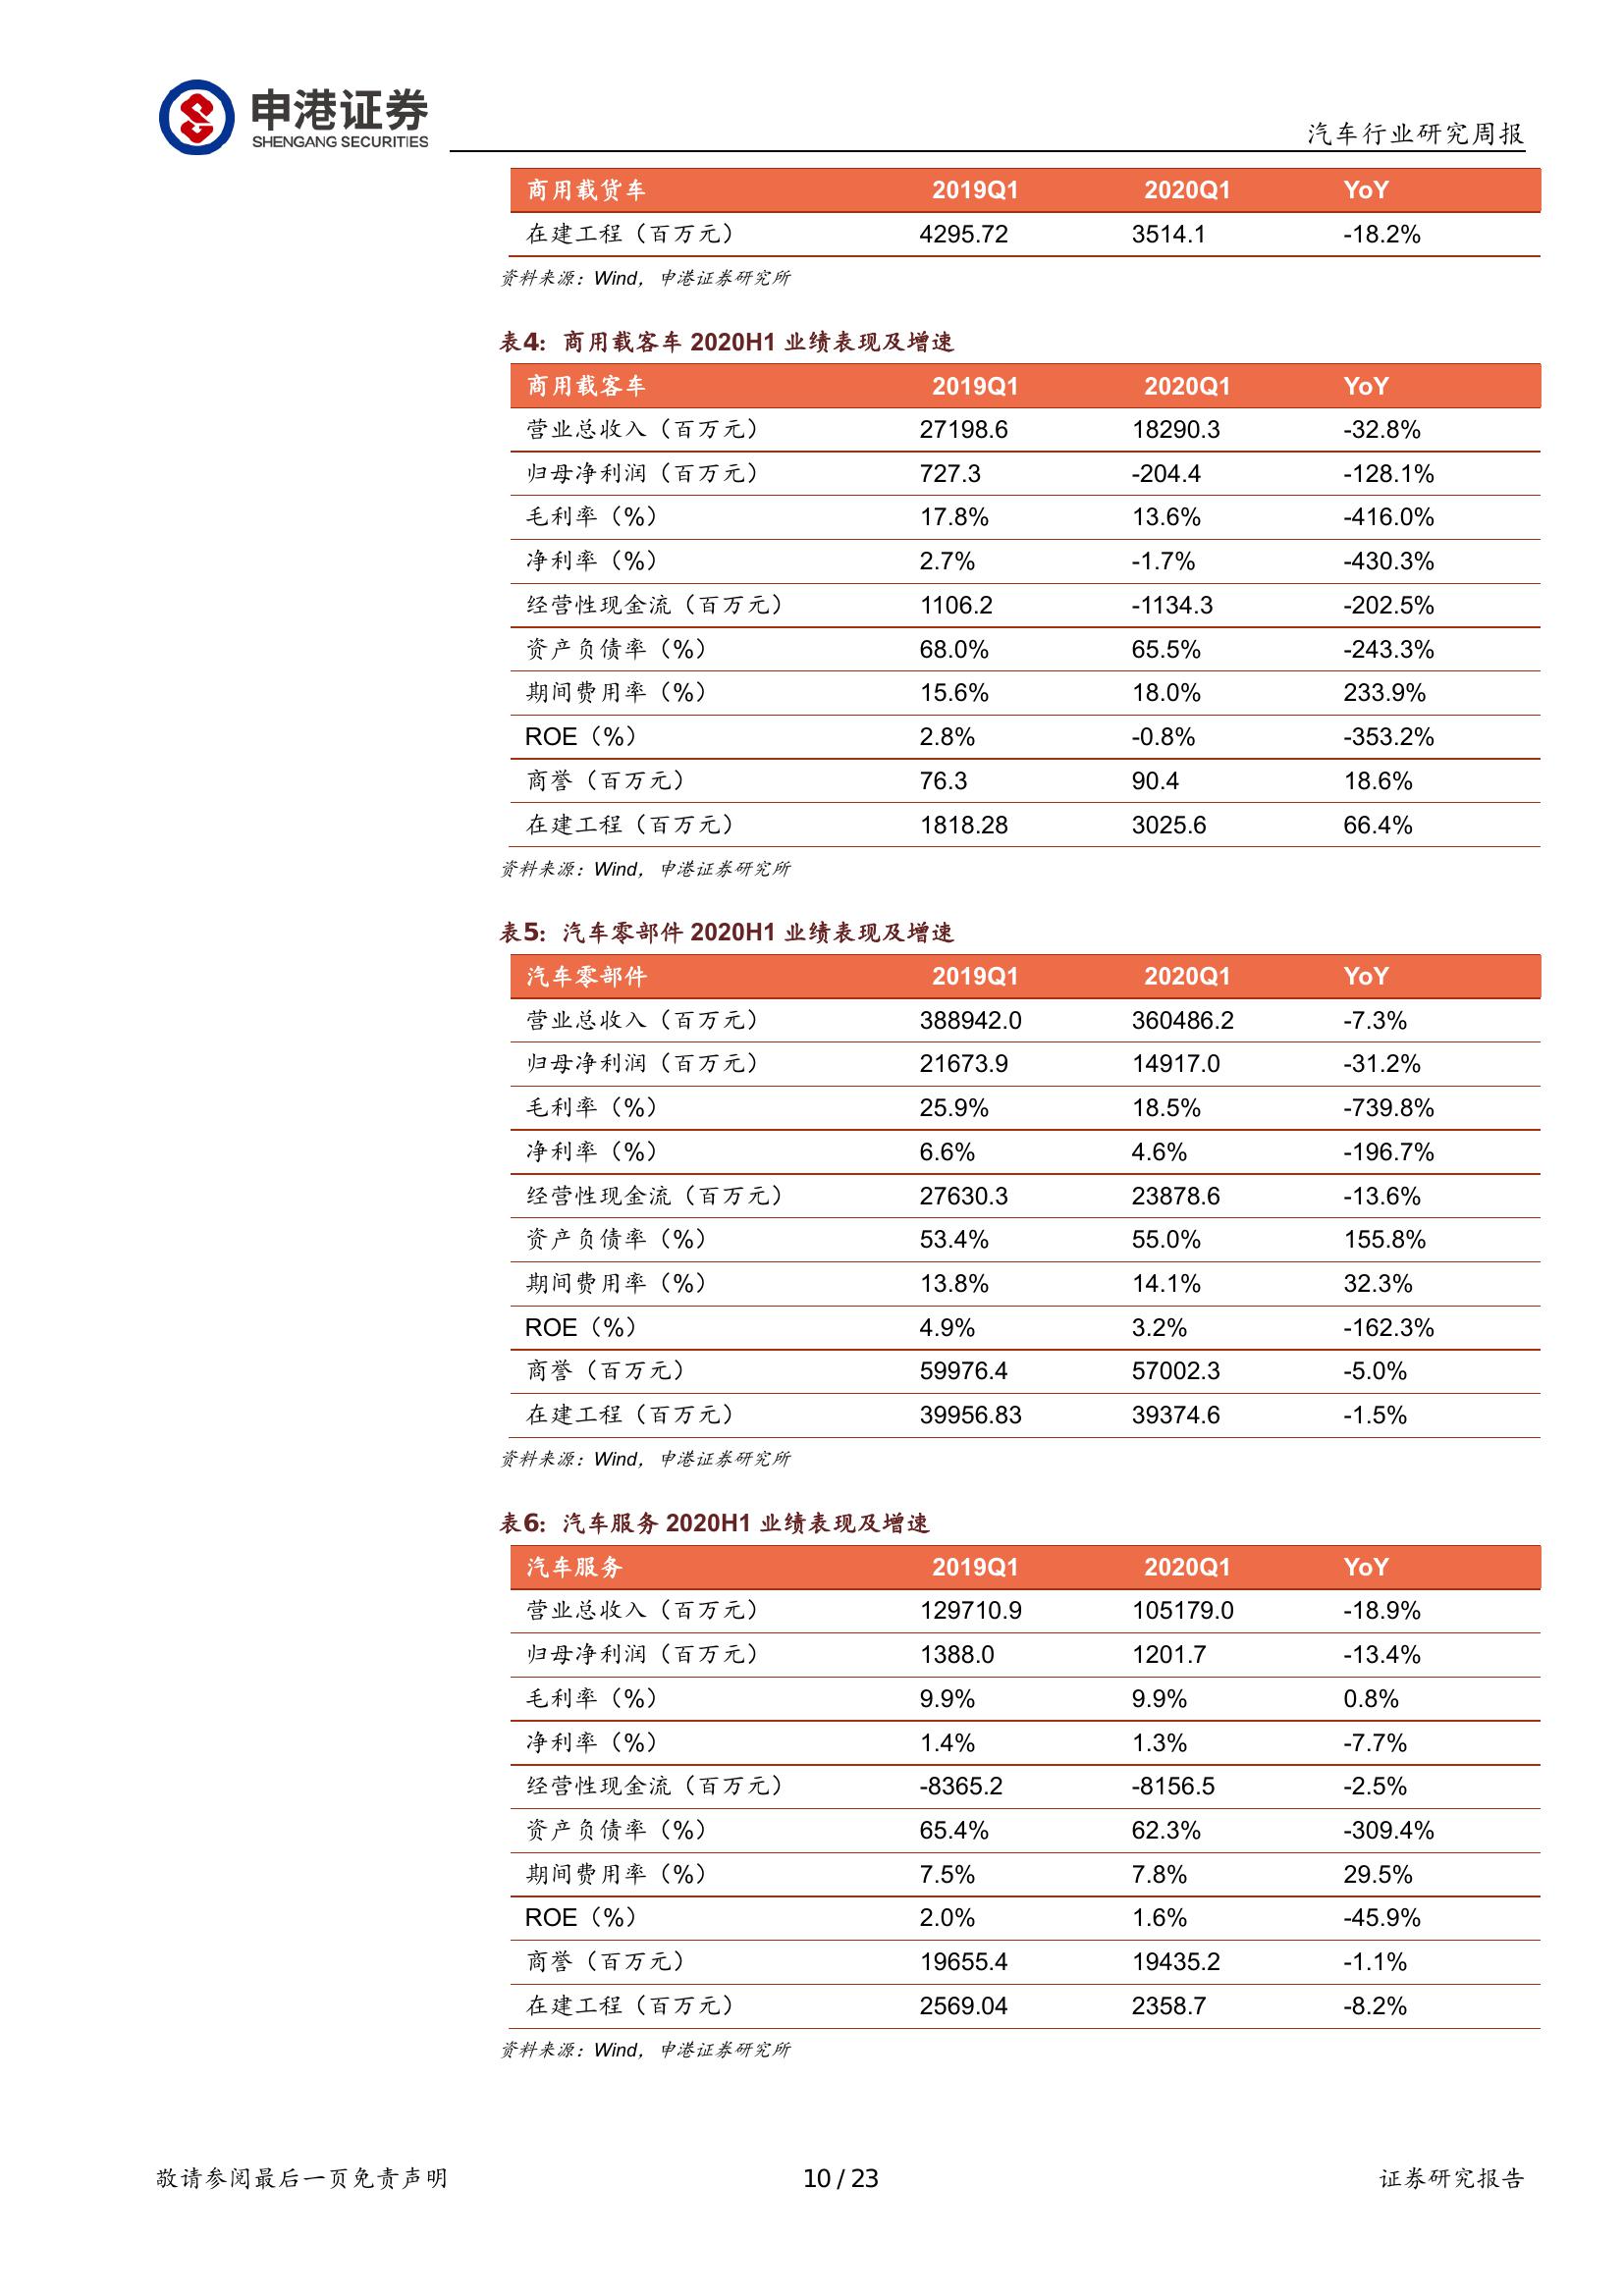 申港证券
SHENGANG SECURITIES
汽车行业研究周报
商用载货车 2019Q1 2020Q1 YoY
在建工程（百万元） 4295.72 3514.1 -18.2%
资料来源：Wind，申港证券研究所
表4：商用载客车 2020H1 业绩表现及增速
商用载客车 2019Q1 2020Q1 YoY
营业总收入（百万元） 27198.6 18290.3 -32.8%
归母净利润（百万元） 727.3 -204.4 -128.1%
毛利率（%） 17.8% 13.6% -416.0%
净利率（%） 2.7% -1.7% -430.3%
经营性现金流（百万元） 1106.2 -1134.3 -202.5%
资产负债率（%） 68.0% 65.5% -243.3%
期间费用率（%） 15.6% 18.0% 233.9%
ROE（%） 2.8% -0.8% -353.2%
商誉（百万元） 76.3 90.4 18.6%
在建工程（百万元） 1818.28 3025.6 66.4%
资料来源：Wind，申港证券研究所
表5：汽车零部件 2020H1 业绩表现及增速
汽车零部件 2019Q1 2020Q1 YoY
营业总收入（百万元） 388942.0 360486.2 -7.3%
归母净利润（百万元） 21673.9 14917.0 -31.2%
毛利率（%） 25.9% 18.5% -739.8%
净利率（%） 6.6% 4.6% -196.7%
经营性现金流（百万元） 27630.3 23878.6 -13.6%
资产负债率（%） 53.4% 55.0% 155.8%
期间费用率（%） 13.8% 14.1% 32.3%
ROE（%） 4.9% 3.2% -162.3%
商誉（百万元） 59976.4 57002.3 -5.0%
在建工程（百万元） 39956.83 39374.6 -1.5%
资料来源：Wind，申港证券研究所
表6：汽车服务 2020H1 业绩表现及增速
汽车服务 2019Q1 2020Q1 YoY
营业总收入（百万元） 129710.9 105179.0 -18.9%
归母净利润（百万元） 1388.0 1201.7 -13.4%
毛利率（%） 9.9% 9.9% 0.8%
净利率（%） 1.4% 1.3% -7.7%
经营性现金流（百万元） -8365.2 -8156.5 -2.5%
资产负债率（%） 65.4% 62.3% -309.4%
期间费用率（%） 7.5% 7.8% 29.5%
ROE（%） 2.0% 1.6% -45.9%
商誉（百万元） 19655.4 19435.2 -1.1%
在建工程（百万元） 2569.04 2358.7 -8.2%
资料来源：Wind，申港证券研究所
敬请参阅最后一页免责声明 10 / 23 证券研究报告